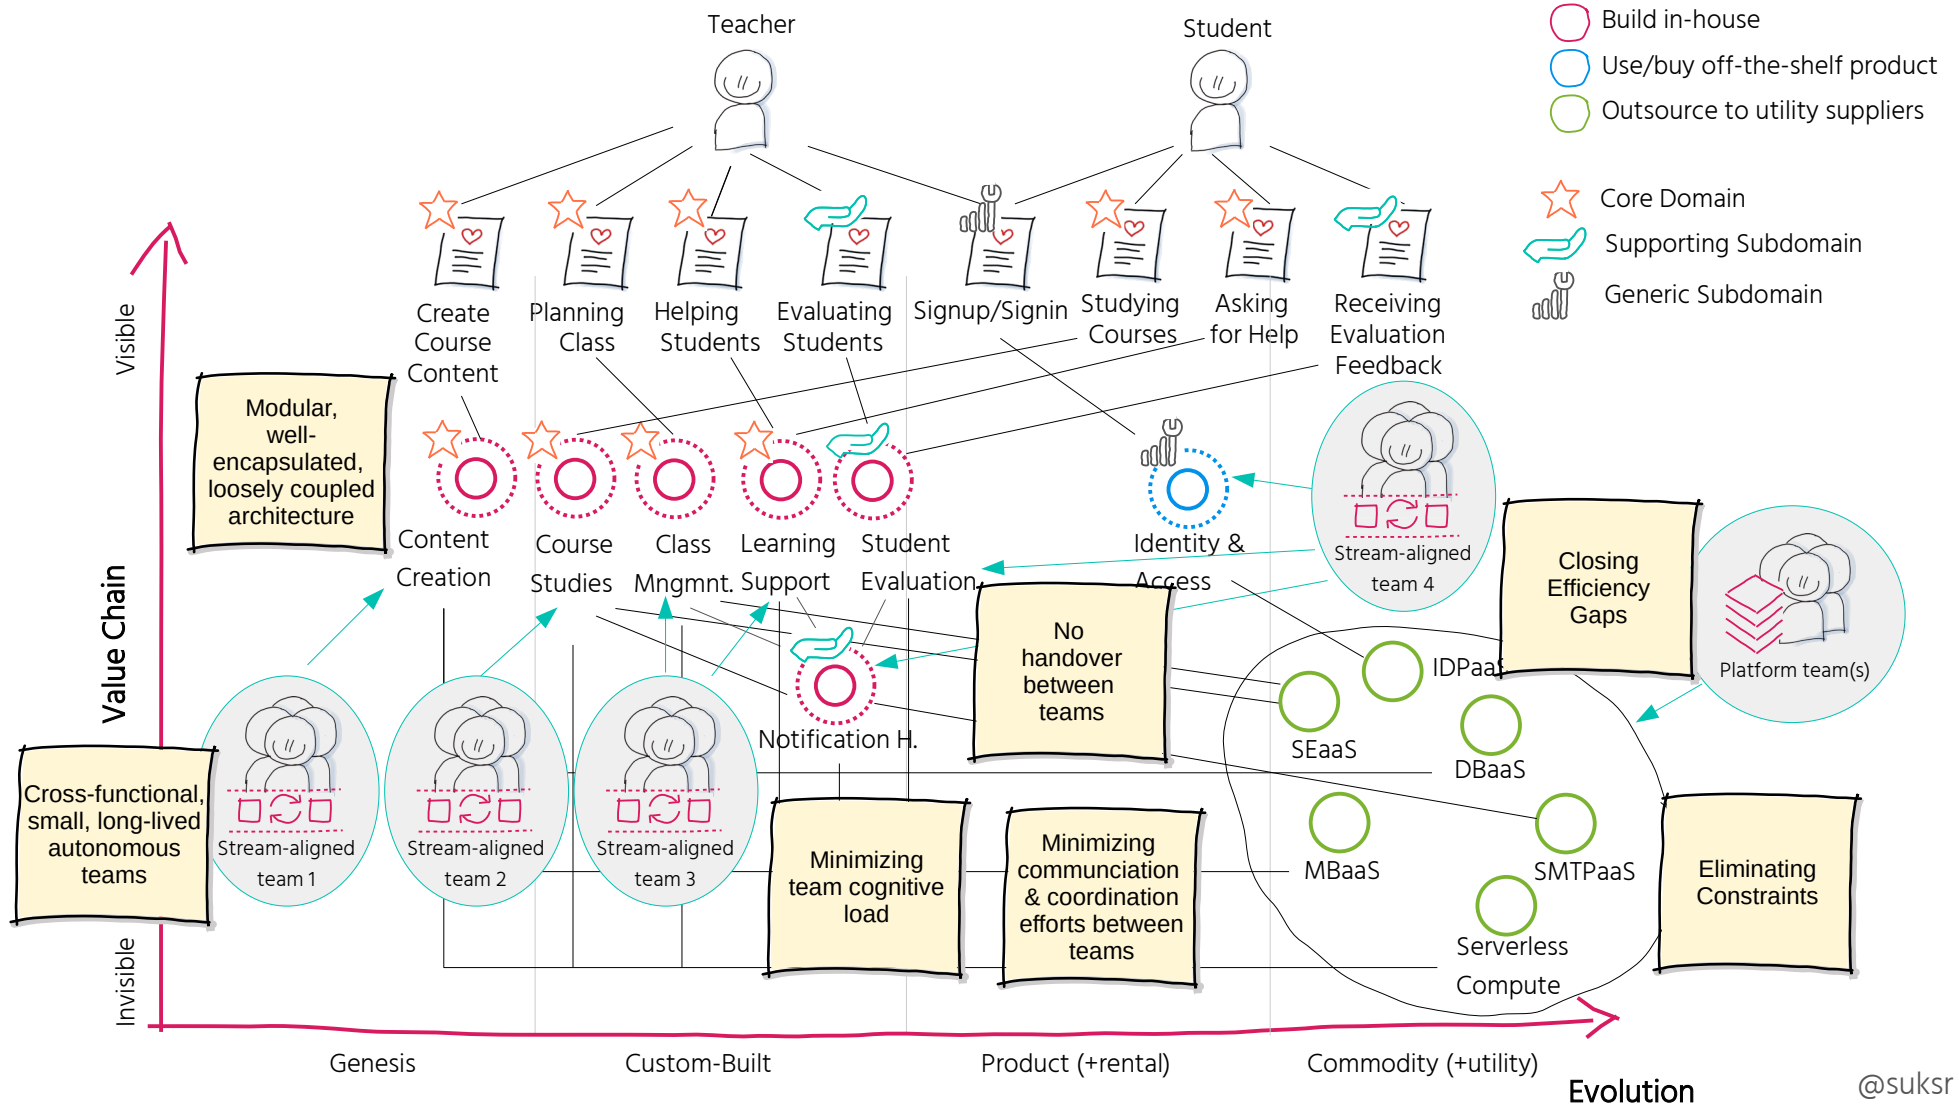 Teacher
Student
Build in-house
Use/buy off-the-shelf product
Outsource to utility suppliers
Core Domain
Supporting Subdomain
Generic Subdomain
Visible
Value Chain
Invisible
Create
Course
Content
Planning
Class
Helping
Students
Evaluating
Students
Signup/Signin
Studying
Courses
Asking
for Help
Receiving
Evaluation
Feedback
Modular,
well-
encapsulated,
loosely coupled
architecture
Content
Creation
Course
Studies
Class
Mngmnt.
Learning
Support
Student
Evaluation
Identity &
Access
Stream-aligned
team 4
Closing
Efficiency
Gaps
Platform team(s)
No
handover
between
teams
Notification H.
IDPaaS
SEaaS
DBaaS
MBaaS
SMTPaaS
Serverless
Compute
Cross-functional,
small, long-lived
autonomous
teams
Stream-aligned
team 1
Stream-aligned
team 2
Stream-aligned
team 3
Minimizing
team cognitive
load
Minimizing
communciation
& coordination
efforts between
teams
Eliminating
Constraints
Genesis
Custom-Built
Product (+rental)
Commodity (+utility)
Evolution
@suksr